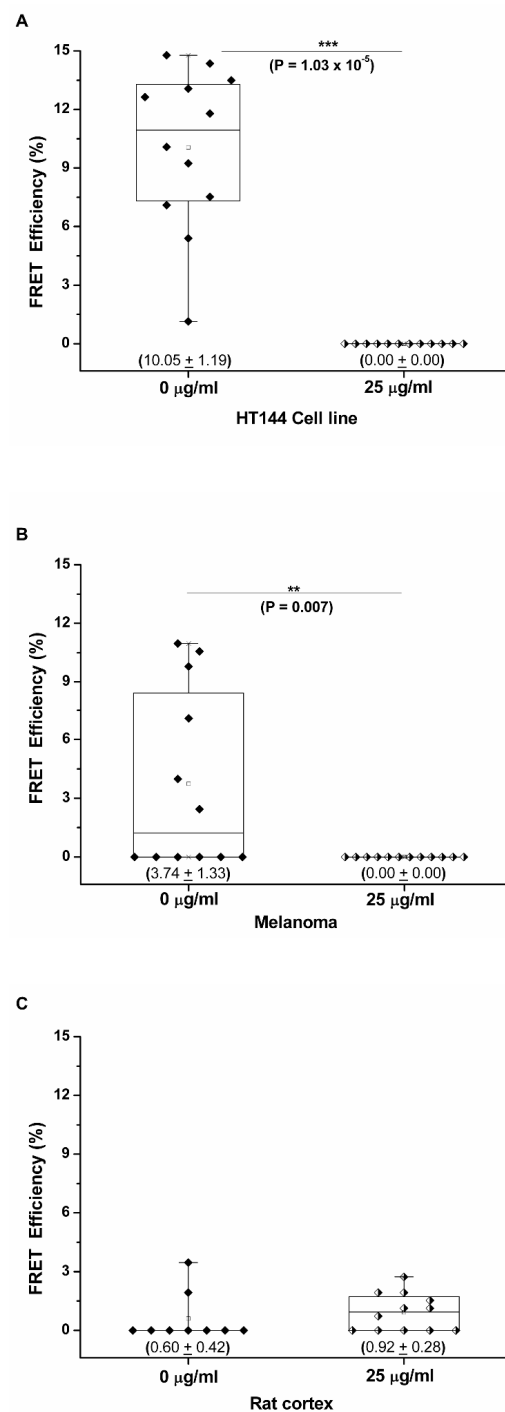 A
15
12
9
6
3
0
FRET Efficiency (%)
***
(P = 1.03 x 10⁻⁵)
(10.05 ± 1.19)
(0.00 ± 0.00)
0 µg/ml
25 µg/ml
HT144 Cell line
B
15
12
9
6
3
0
FRET Efficiency (%)
**
(P = 0.007)
(3.74 ± 1.33)
(0.00 ± 0.00)
0 µg/ml
25 µg/ml
Melanoma
C
15
12
9
6
3
0
FRET Efficiency (%)
(0.60 ± 0.42)
(0.92 ± 0.28)
0 µg/ml
25 µg/ml
Rat cortex